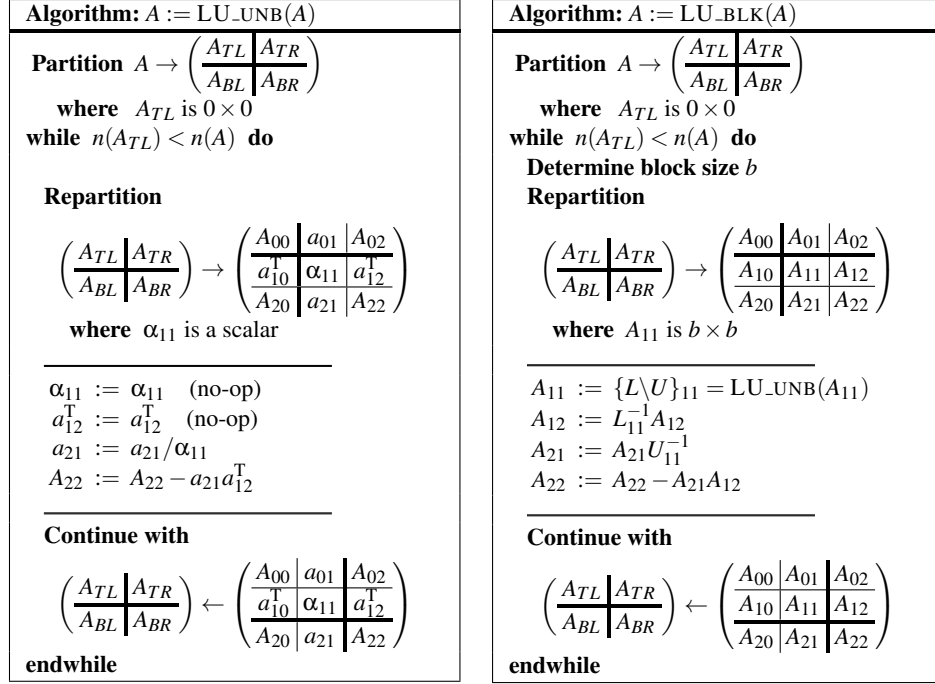 Algorithm: A := LU_UNB(A)
Partition A → ( A_TL | A_TR
A_BL | A_BR )
where A_TL is 0 × 0
while n(A_TL) < n(A) do
Repartition
( A_TL | A_TR
A_BL | A_BR ) → ( A_00 | a_01 | A_02
a_10^T | α_11 | a_12^T
A_20 | a_21 | A_22 )
where α_11 is a scalar
α_11 := α_11 (no-op)
a_12^T := a_12^T (no-op)
a_21 := a_21/α_11
A_22 := A_22 − a_21 a_12^T
Continue with
( A_TL | A_TR
A_BL | A_BR ) ← ( A_00 | a_01 | A_02
a_10^T | α_11 | a_12^T
A_20 | a_21 | A_22 )
endwhile
Algorithm: A := LU_BLK(A)
Partition A → ( A_TL | A_TR
A_BL | A_BR )
where A_TL is 0 × 0
while n(A_TL) < n(A) do
Determine block size b
Repartition
( A_TL | A_TR
A_BL | A_BR ) → ( A_00 | A_01 | A_02
A_10 | A_11 | A_12
A_20 | A_21 | A_22 )
where A_11 is b × b
A_11 := {L\U}_11 = LU_UNB(A_11)
A_12 := L_11^−1 A_12
A_21 := A_21 U_11^−1
A_22 := A_22 − A_21 A_12
Continue with
( A_TL | A_TR
A_BL | A_BR ) ← ( A_00 | A_01 | A_02
A_10 | A_11 | A_12
A_20 | A_21 | A_22 )
endwhile